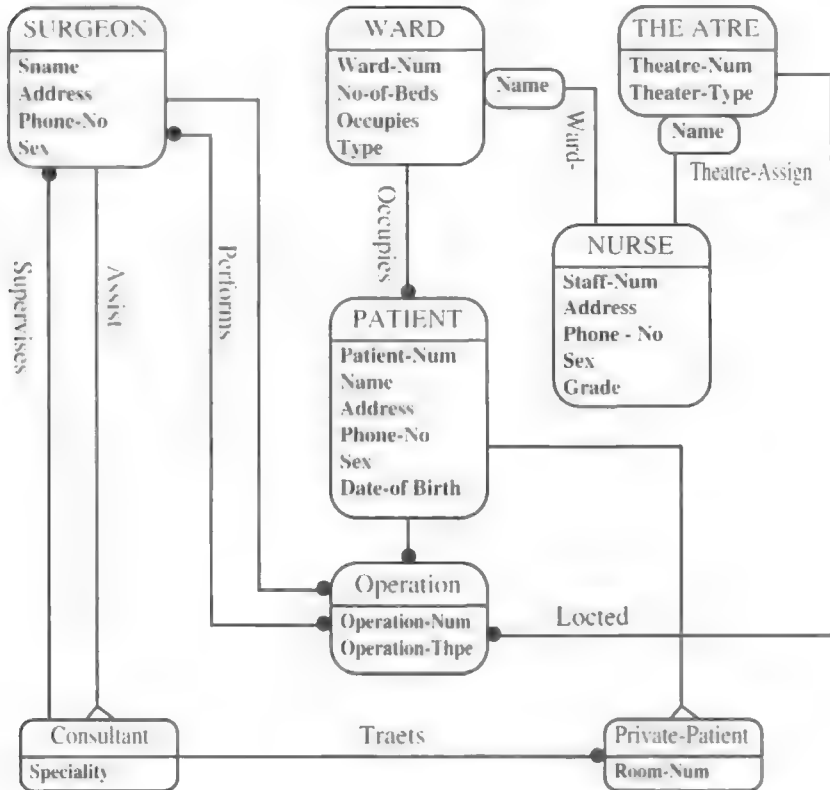 SURGEON
Sname
Address
Phone-No
Sex
WARD
Ward-Num
No-of-Beds
Occupies
Type
Name
THE ATRE
Theatre-Num
Theater-Type
Name
Ward-
Theatre-Assign
NURSE
Staff-Num
Address
Phone - No
Sex
Grade
Occupies
Performs
Assist
Supervises
PATIENT
Patient-Num
Name
Address
Phone-No
Sex
Date-of Birth
Operation
Operation-Num
Operation-Thpe
Locted
Consultant
Speciality
Traets
Private-Patient
Room-Num